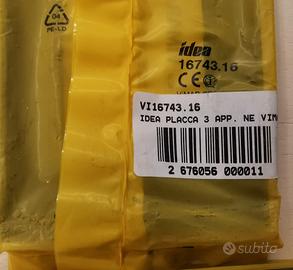 04
PE-LD
idea
16743.16
CE
VI16743.16
IDEA PLACCA 3 APP. NE VIM
2 676056 000011
subito